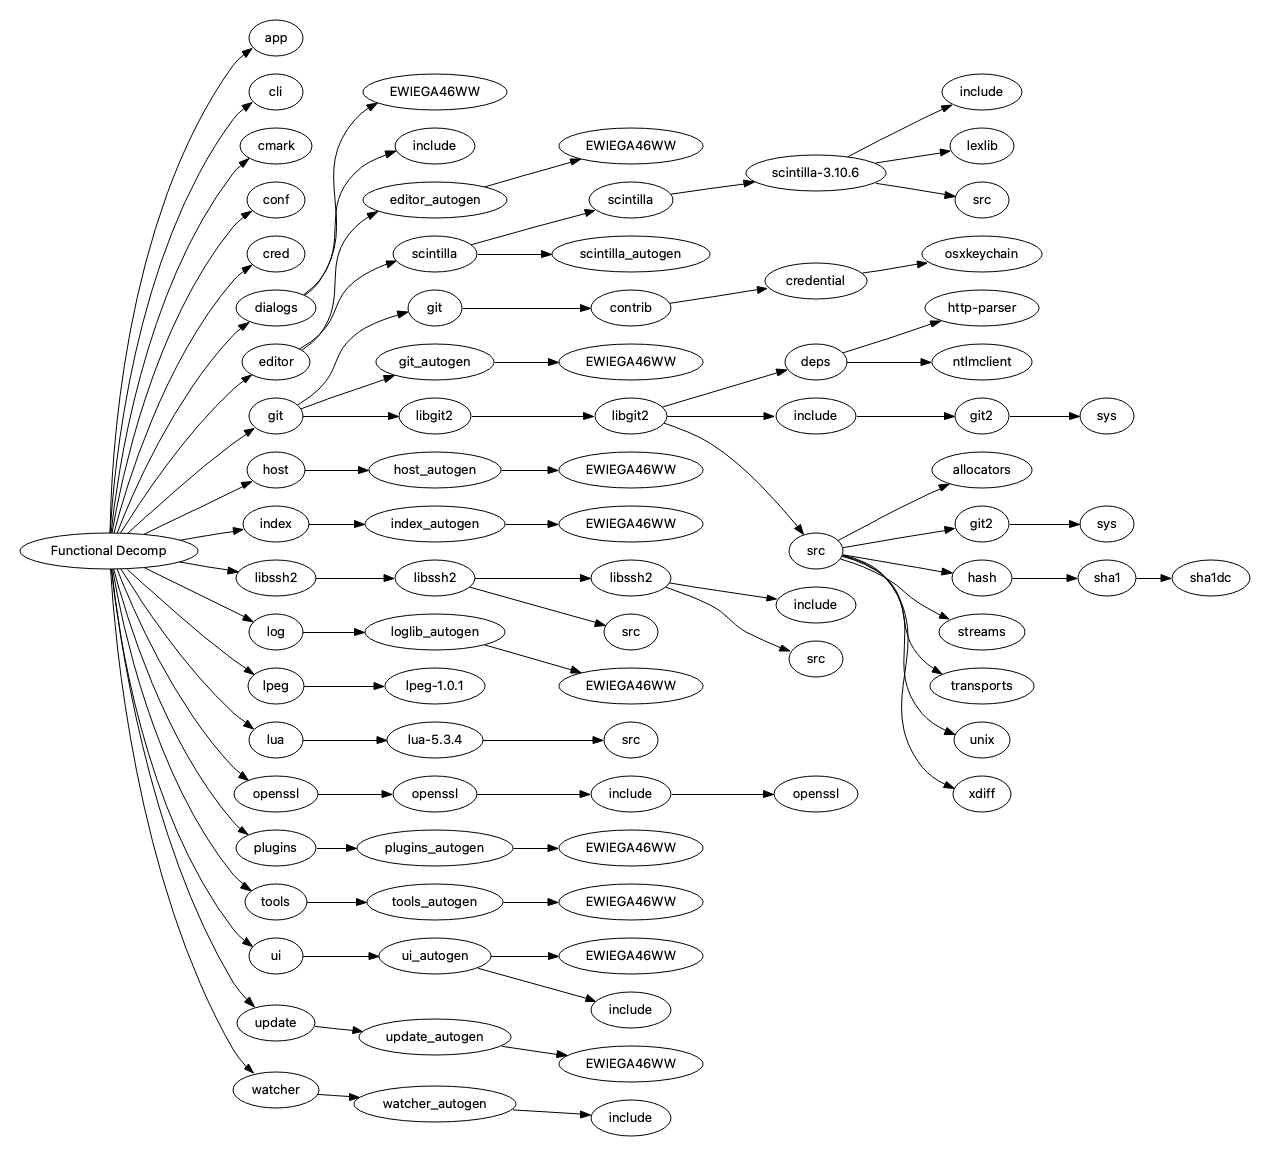 app
cli
EWIEGA46WW
include
cmark
include
EWIEGA46WW
lexlib
scintilla-3.10.6
conf
editor_autogen
scintilla
src
cred
scintilla
scintilla_autogen
osxkeychain
credential
dialogs
git
contrib
http-parser
editor
git_autogen
EWIEGA46WW
deps
ntlmclient
git
libgit2
libgit2
include
git2
sys
host
host_autogen
EWIEGA46WW
allocators
index
index_autogen
EWIEGA46WW
git2
sys
Functional Decomp
src
libssh2
libssh2
libssh2
hash
sha1
sha1dc
include
log
loglib_autogen
src
streams
src
lpeg
lpeg-1.0.1
EWIEGA46WW
transports
lua
lua-5.3.4
src
unix
openssl
openssl
include
openssl
xdiff
plugins
plugins_autogen
EWIEGA46WW
tools
tools_autogen
EWIEGA46WW
ui
ui_autogen
EWIEGA46WW
include
update
update_autogen
EWIEGA46WW
watcher
watcher_autogen
include